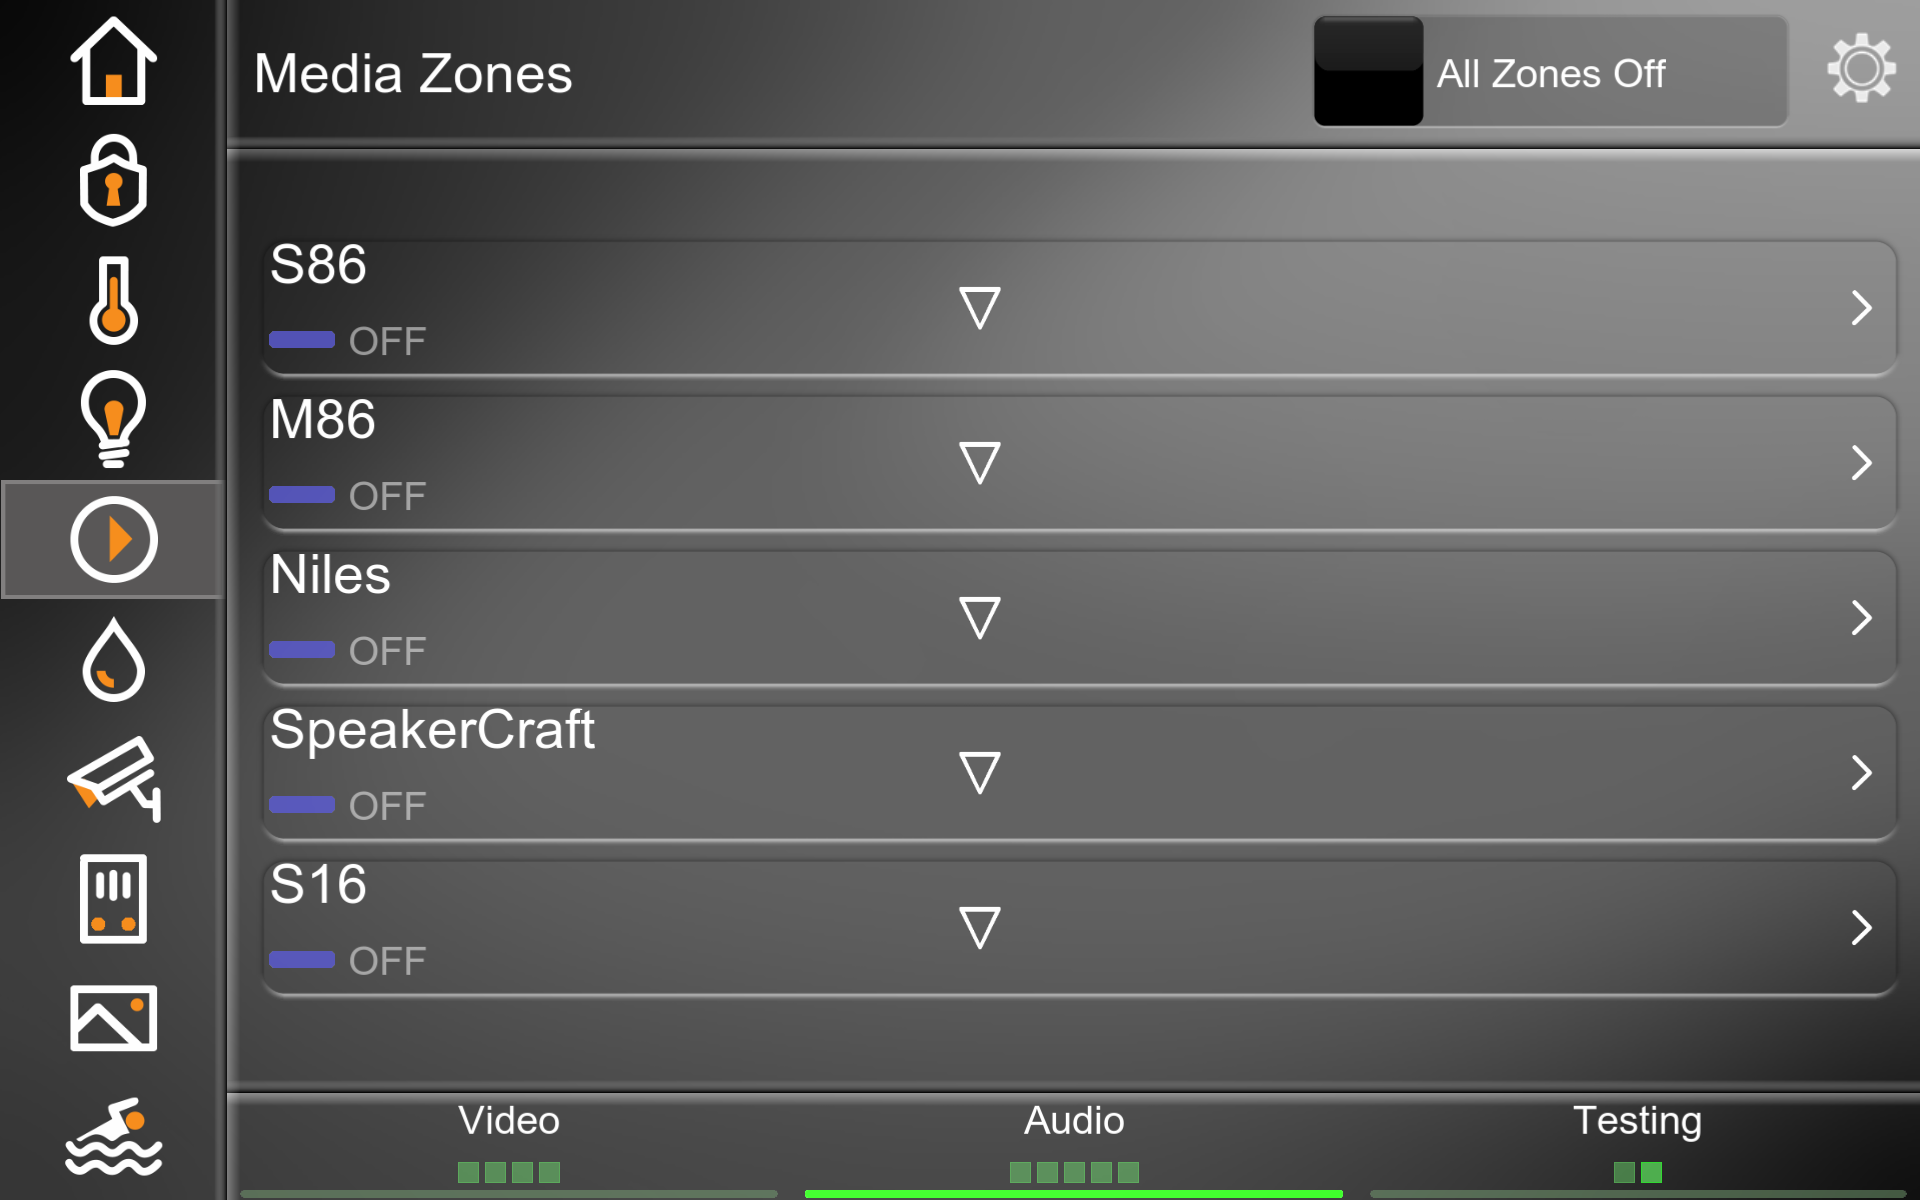 Media Zones
All Zones Off
S86
OFF
M86
OFF
Niles
OFF
SpeakerCraft
OFF
S16
OFF
Video
Audio
Testing